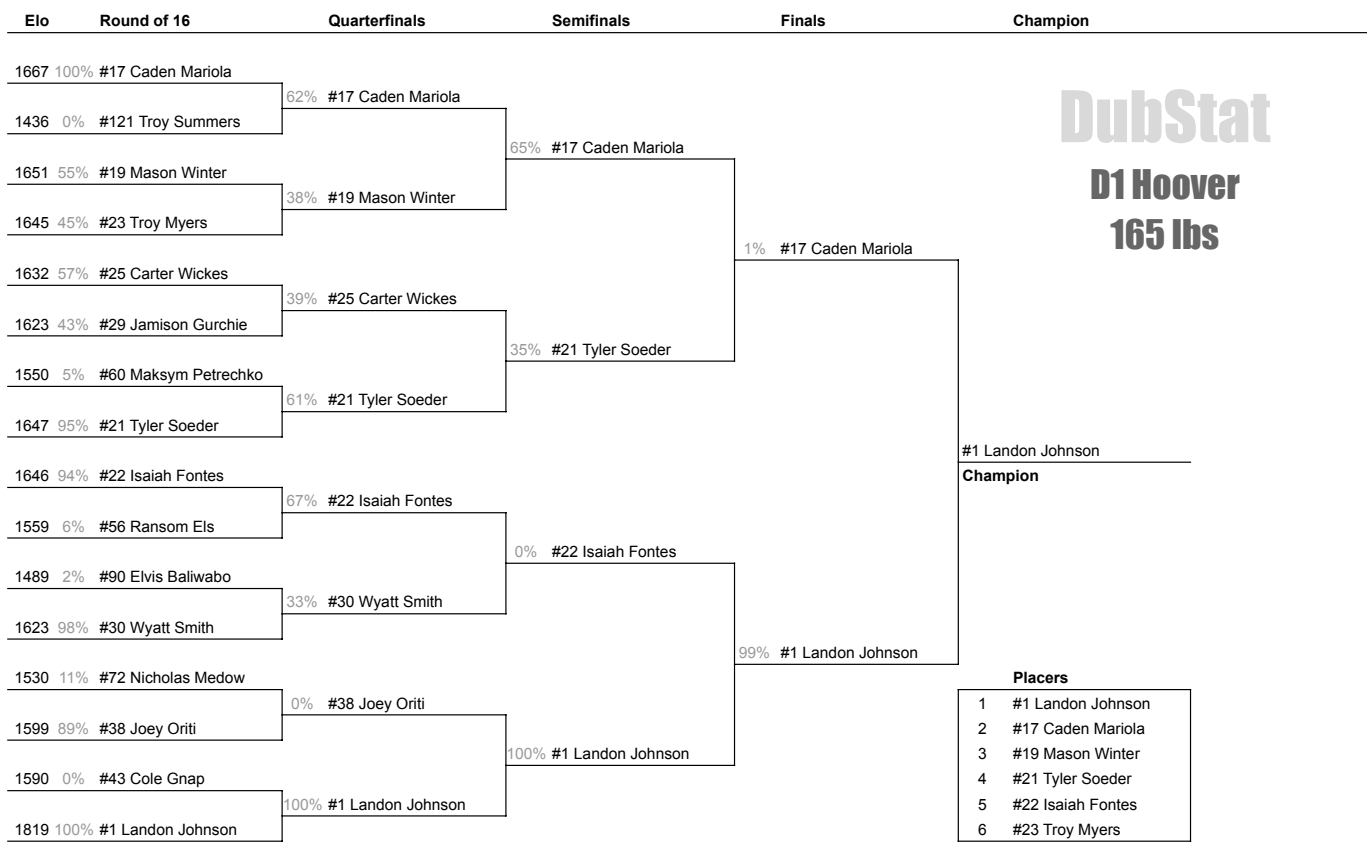 Elo Round of 16 Quarterfinals Semifinals Finals Champion
1667 100% #17 Caden Mariola
62% #17 Caden Mariola
1436 0% #121 Troy Summers
65% #17 Caden Mariola
1651 55% #19 Mason Winter
38% #19 Mason Winter
1645 45% #23 Troy Myers
1% #17 Caden Mariola
1632 57% #25 Carter Wickes
39% #25 Carter Wickes
1623 43% #29 Jamison Gurchie
35% #21 Tyler Soeder
1550 5% #60 Maksym Petrechko
61% #21 Tyler Soeder
1647 95% #21 Tyler Soeder
#1 Landon Johnson
Champion
1646 94% #22 Isaiah Fontes
67% #22 Isaiah Fontes
1559 6% #56 Ransom Els
0% #22 Isaiah Fontes
1489 2% #90 Elvis Baliwabo
33% #30 Wyatt Smith
1623 98% #30 Wyatt Smith
99% #1 Landon Johnson
1530 11% #72 Nicholas Medow
0% #38 Joey Oriti
1599 89% #38 Joey Oriti
100% #1 Landon Johnson
1590 0% #43 Cole Gnap
100% #1 Landon Johnson
1819 100% #1 Landon Johnson
DubStat
D1 Hoover
165 lbs
Placers
1 #1 Landon Johnson
2 #17 Caden Mariola
3 #19 Mason Winter
4 #21 Tyler Soeder
5 #22 Isaiah Fontes
6 #23 Troy Myers